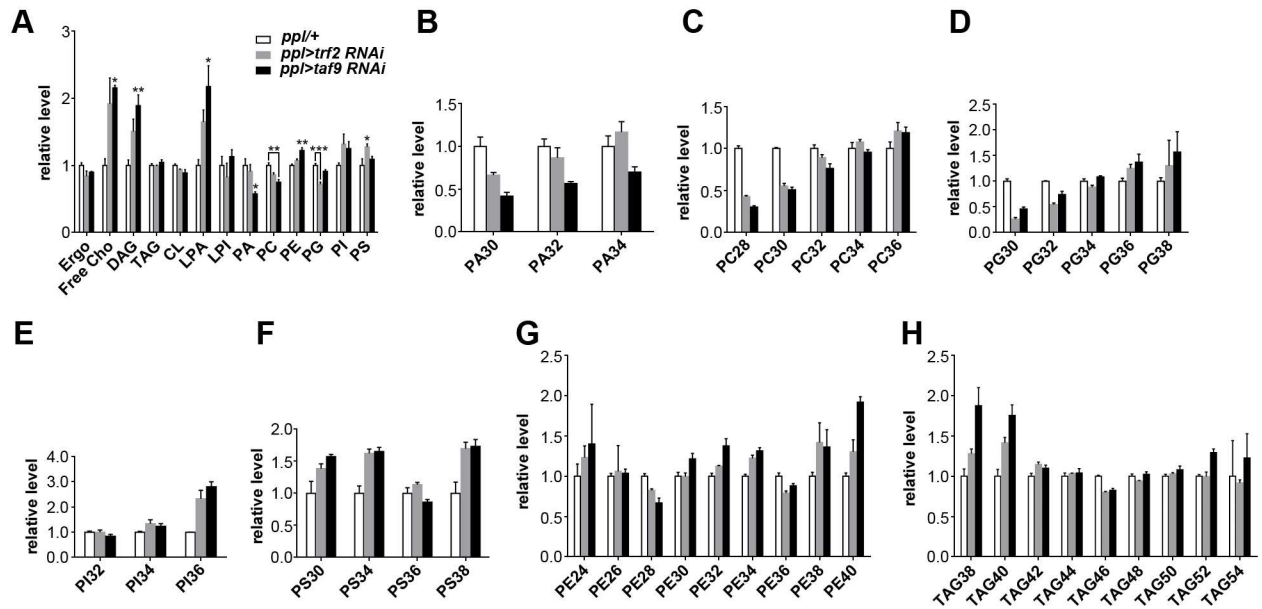 A
relative level
3
2
1
0
ppl/+
ppl>trf2 RNAi
ppl>taf9 RNAi
* ** * * ** ** *** *
Ergo
Free Cho
DAG
TAG
CL
LPA
LPI
PA
PC
PE
PG
PI
PS
B
relative level
1.5
1.0
0.5
0.0
PA30
PA32
PA34
C
relative level
1.5
1.0
0.5
0.0
PC28
PC30
PC32
PC34
PC36
D
relative level
2.5
2.0
1.5
1.0
0.5
0.0
PG30
PG32
PG34
PG36
PG38
E
relative level
4.0
3.0
2.0
1.0
0.0
PI32
PI34
PI36
F
relative level
2.0
1.5
1.0
0.5
0.0
PS30
PS34
PS36
PS38
G
relative level
2.5
2.0
1.5
1.0
0.5
0.0
PE24
PE26
PE28
PE30
PE32
PE34
PE36
PE38
PE40
H
relative level
2.5
2.0
1.5
1.0
0.5
0.0
TAG38
TAG40
TAG42
TAG44
TAG46
TAG48
TAG50
TAG52
TAG54